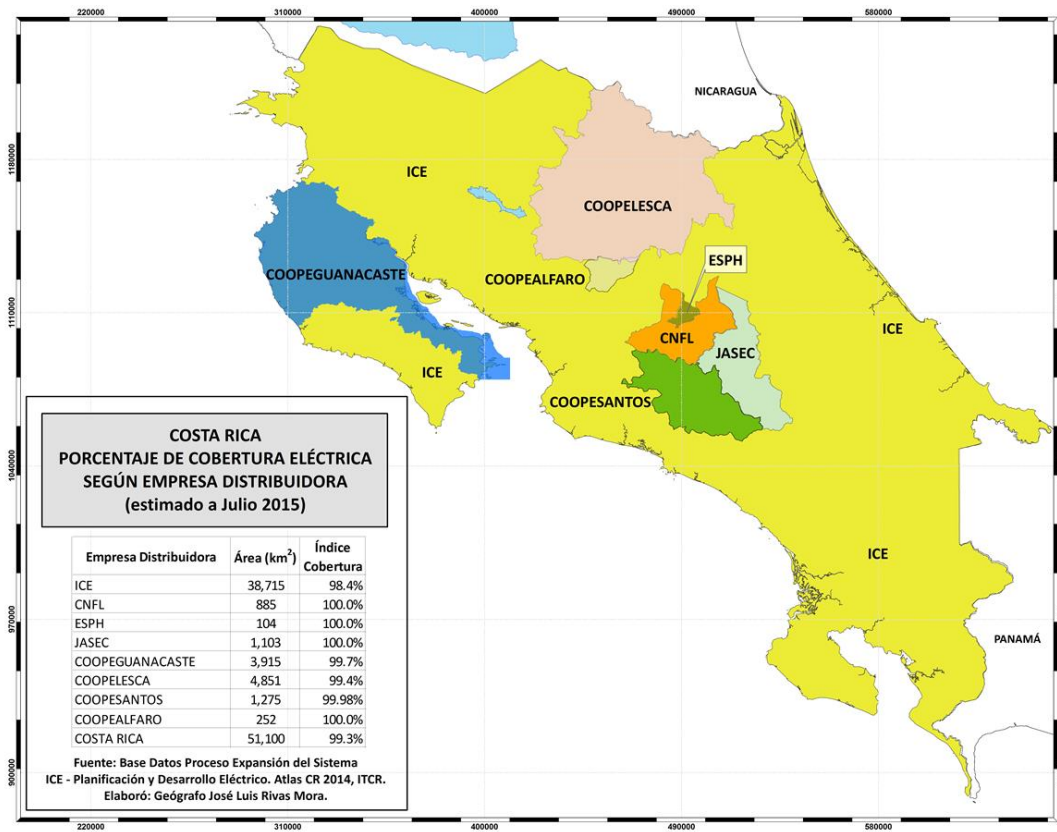 220000 310000 400000 490000 580000
NICARAGUA
1180000 1180000
ICE
COOPELESCA
ESPH
COOPEGUANACASTE COOPEALFARO
1110000 1110000
ICE
CNFL
JASEC
ICE
COOPESANTOS
COSTA RICA
PORCENTAJE DE COBERTURA ELÉCTRICA
SEGÚN EMPRESA DISTRIBUIDORA
(estimado a Julio 2015)
1040000 1040000
ICE
Empresa Distribuidora Área (km²) Índice Cobertura
ICE 38,715 98.4%
CNFL 885 100.0%
ESPH 104 100.0%
JASEC 1,103 100.0%
COOPEGUANACASTE 3,915 99.7%
COOPELESCA 4,851 99.4%
COOPESANTOS 1,275 99.98%
COOPEALFARO 252 100.0%
COSTA RICA 51,100 99.3%
970000 970000
PANAMÁ
Fuente: Base Datos Proceso Expansión del Sistema
ICE - Planificación y Desarrollo Eléctrico. Atlas CR 2014, ITCR.
Elaboró: Geógrafo José Luis Rivas Mora.
900000 900000
220000 310000 400000 490000 580000